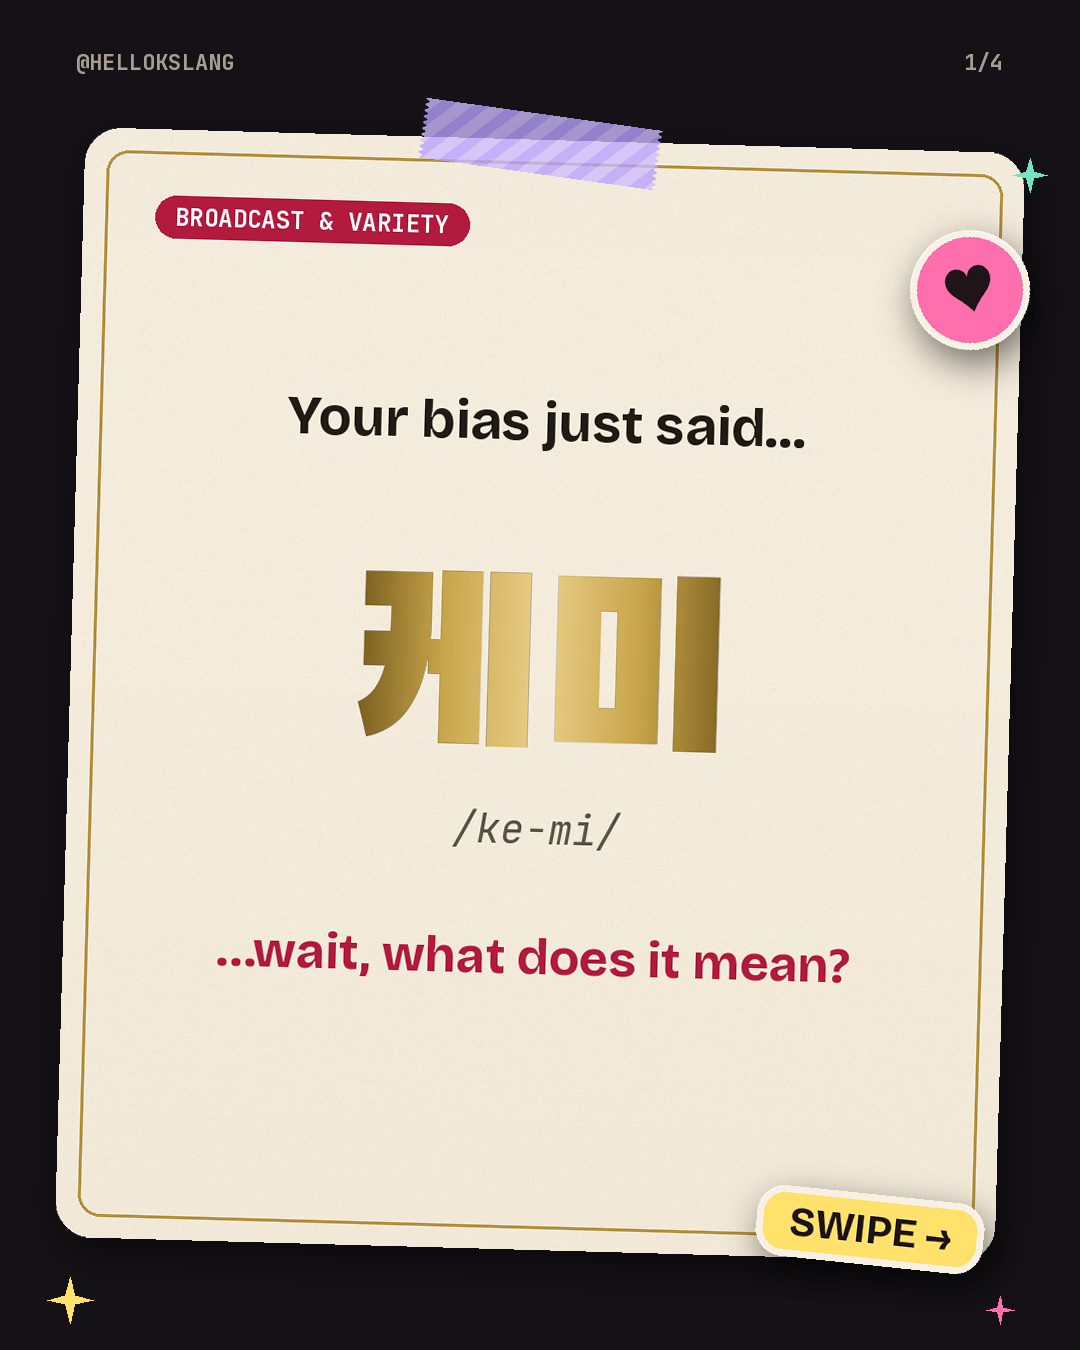 @HELLOKSLANG
1/4
BROADCAST & VARIETY
Your bias just said...
케미
/ke-mi/
...wait, what does it mean?
SWIPE →